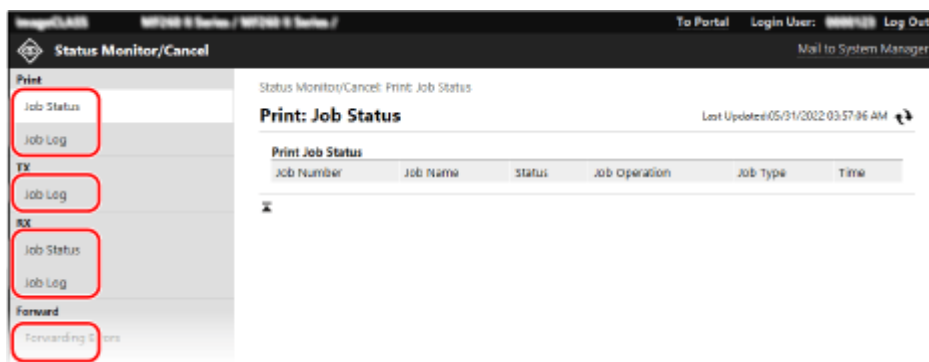 To Portal Login User: Log Out
Status Monitor/Cancel
Mail to System Manager
Print
Job Status
Job Log
TX
Job Log
RX
Job Status
Job Log
Forward
Forwarding Errors
Status Monitor/Cancel: Print: Job Status
Print: Job Status
Last Updated:05/31/2022 03:57:06 AM
Print Job Status
Job Number Job Name Status Job Operation Job Type Time